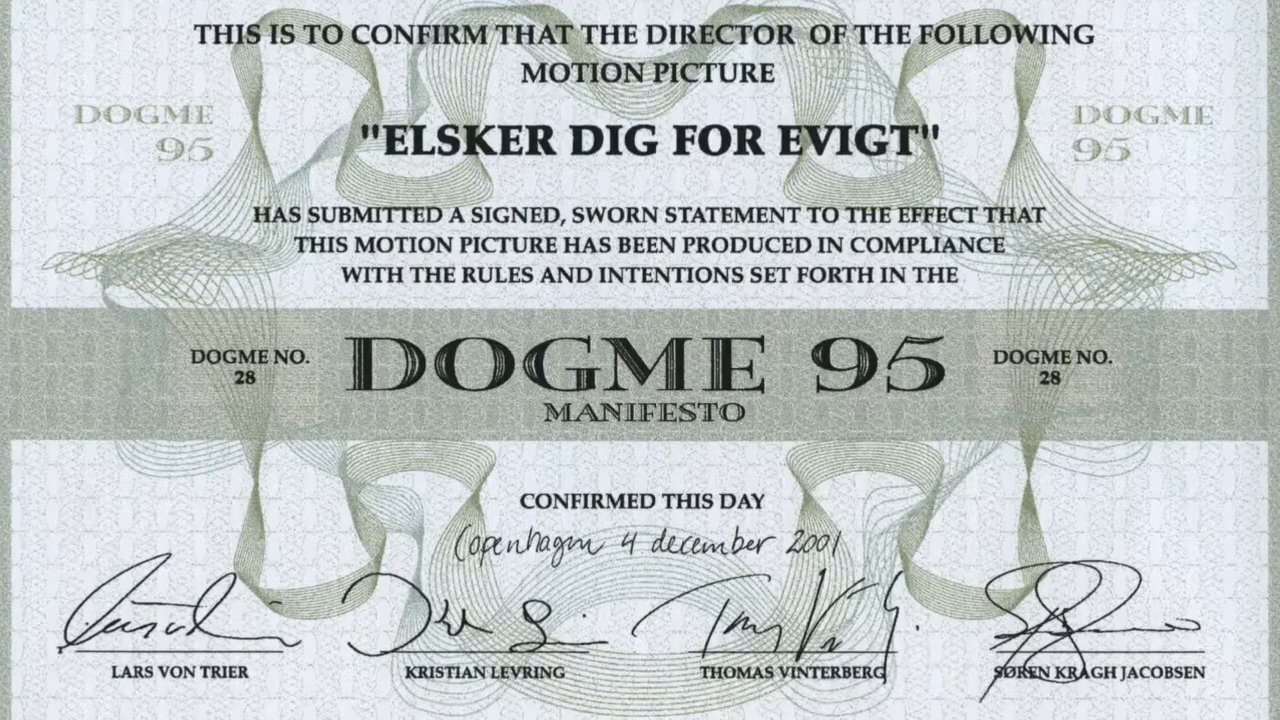 THIS IS TO CONFIRM THAT THE DIRECTOR OF THE FOLLOWING
MOTION PICTURE
DOGME
95
DOGME
95
"ELSKER DIG FOR EVIGT"
HAS SUBMITTED A SIGNED, SWORN STATEMENT TO THE EFFECT THAT
THIS MOTION PICTURE HAS BEEN PRODUCED IN COMPLIANCE
WITH THE RULES AND INTENTIONS SET FORTH IN THE
DOGME NO.
28
DOGME 95
MANIFESTO
DOGME NO.
28
CONFIRMED THIS DAY
Copenhagen 4 december 2001
LARS VON TRIER
KRISTIAN LEVRING
THOMAS VINTERBERG
SØREN KRAGH JACOBSEN